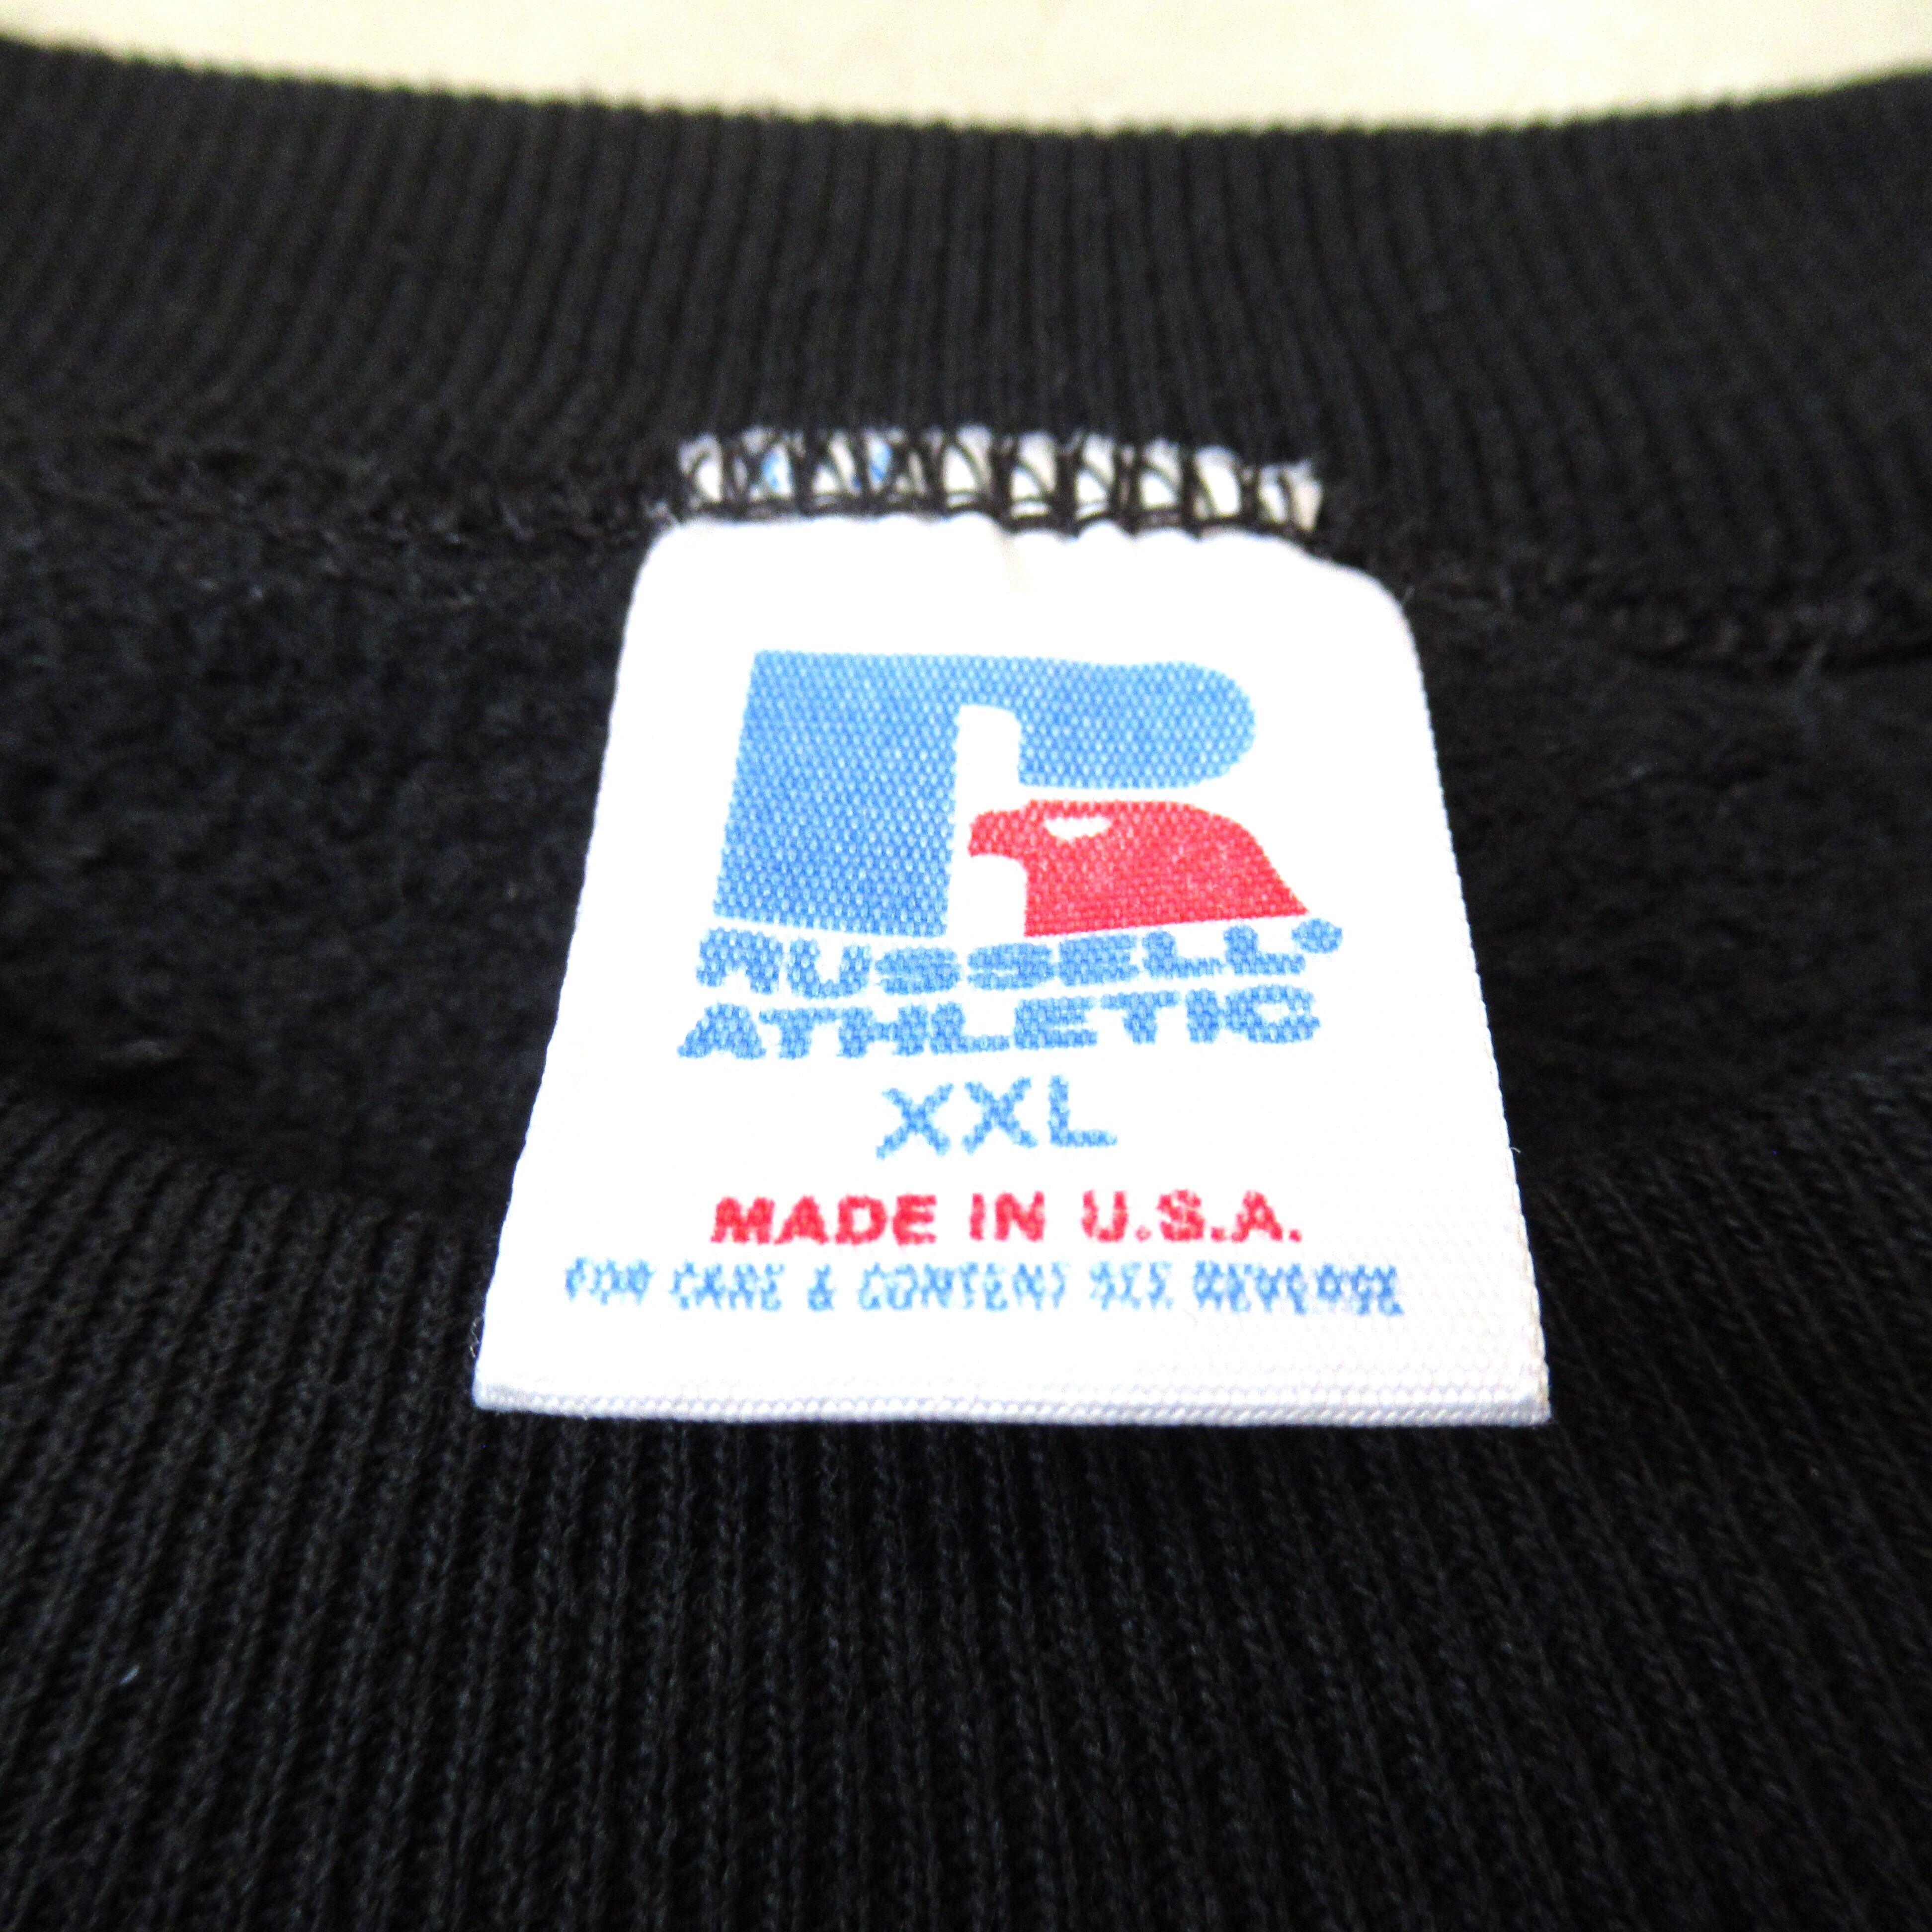 R
RUSSELL®
ATHLETIC
XXL
MADE IN U.S.A.
FOR CARE & CONTENT SEE REVERSE